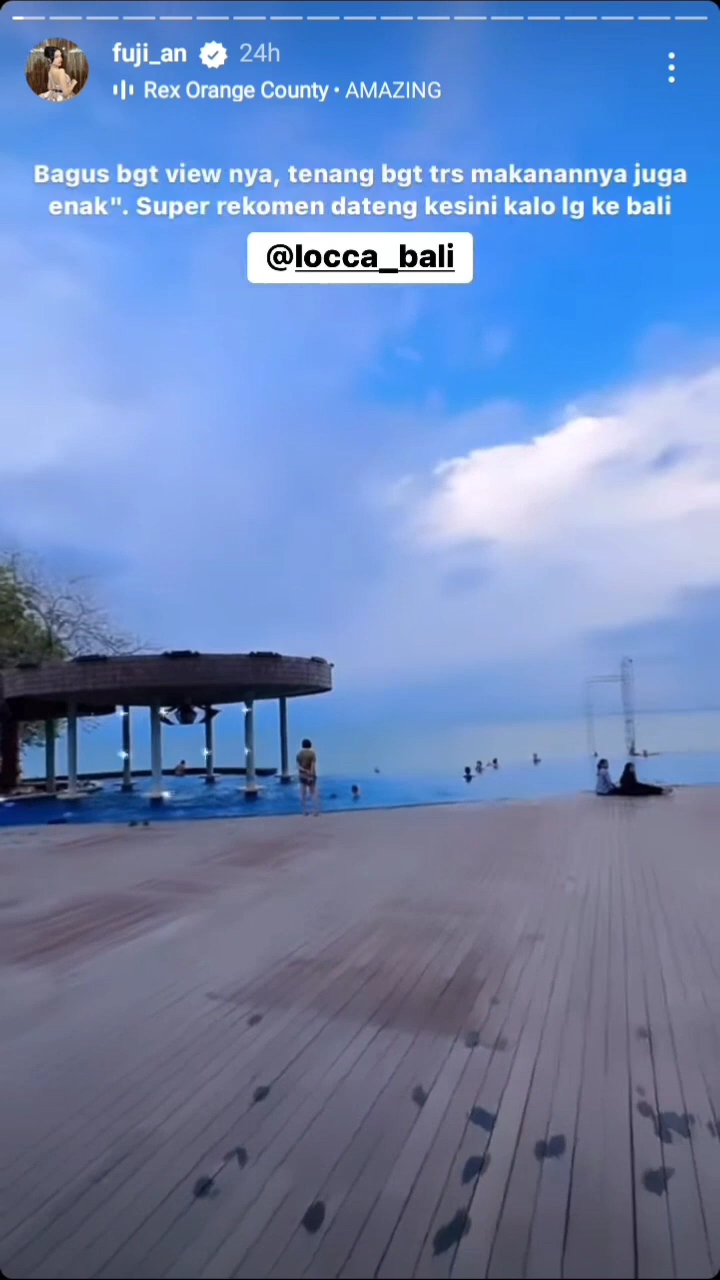 fuji_an 24h
Rex Orange County • AMAZING
Bagus bgt view nya, tenang bgt trs makanannya juga
enak". Super rekomen dateng kesini kalo lg ke bali
@locca_bali